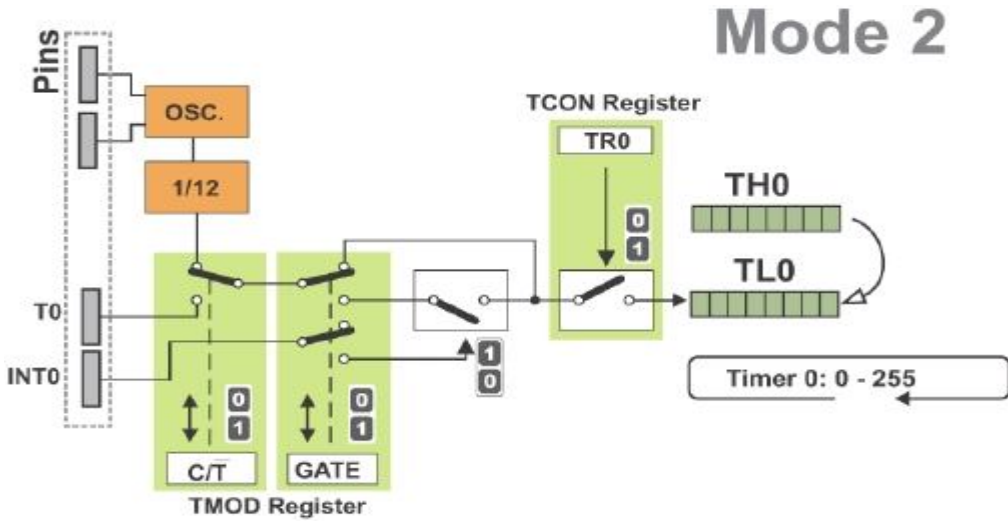 Mode 2
Pins
OSC.
1/12
TCON Register
TR0
0
1
TH0
TL0
T0
INT0
1
0
Timer 0: 0 - 255
0
1
0
1
C/T̅
GATE
TMOD Register